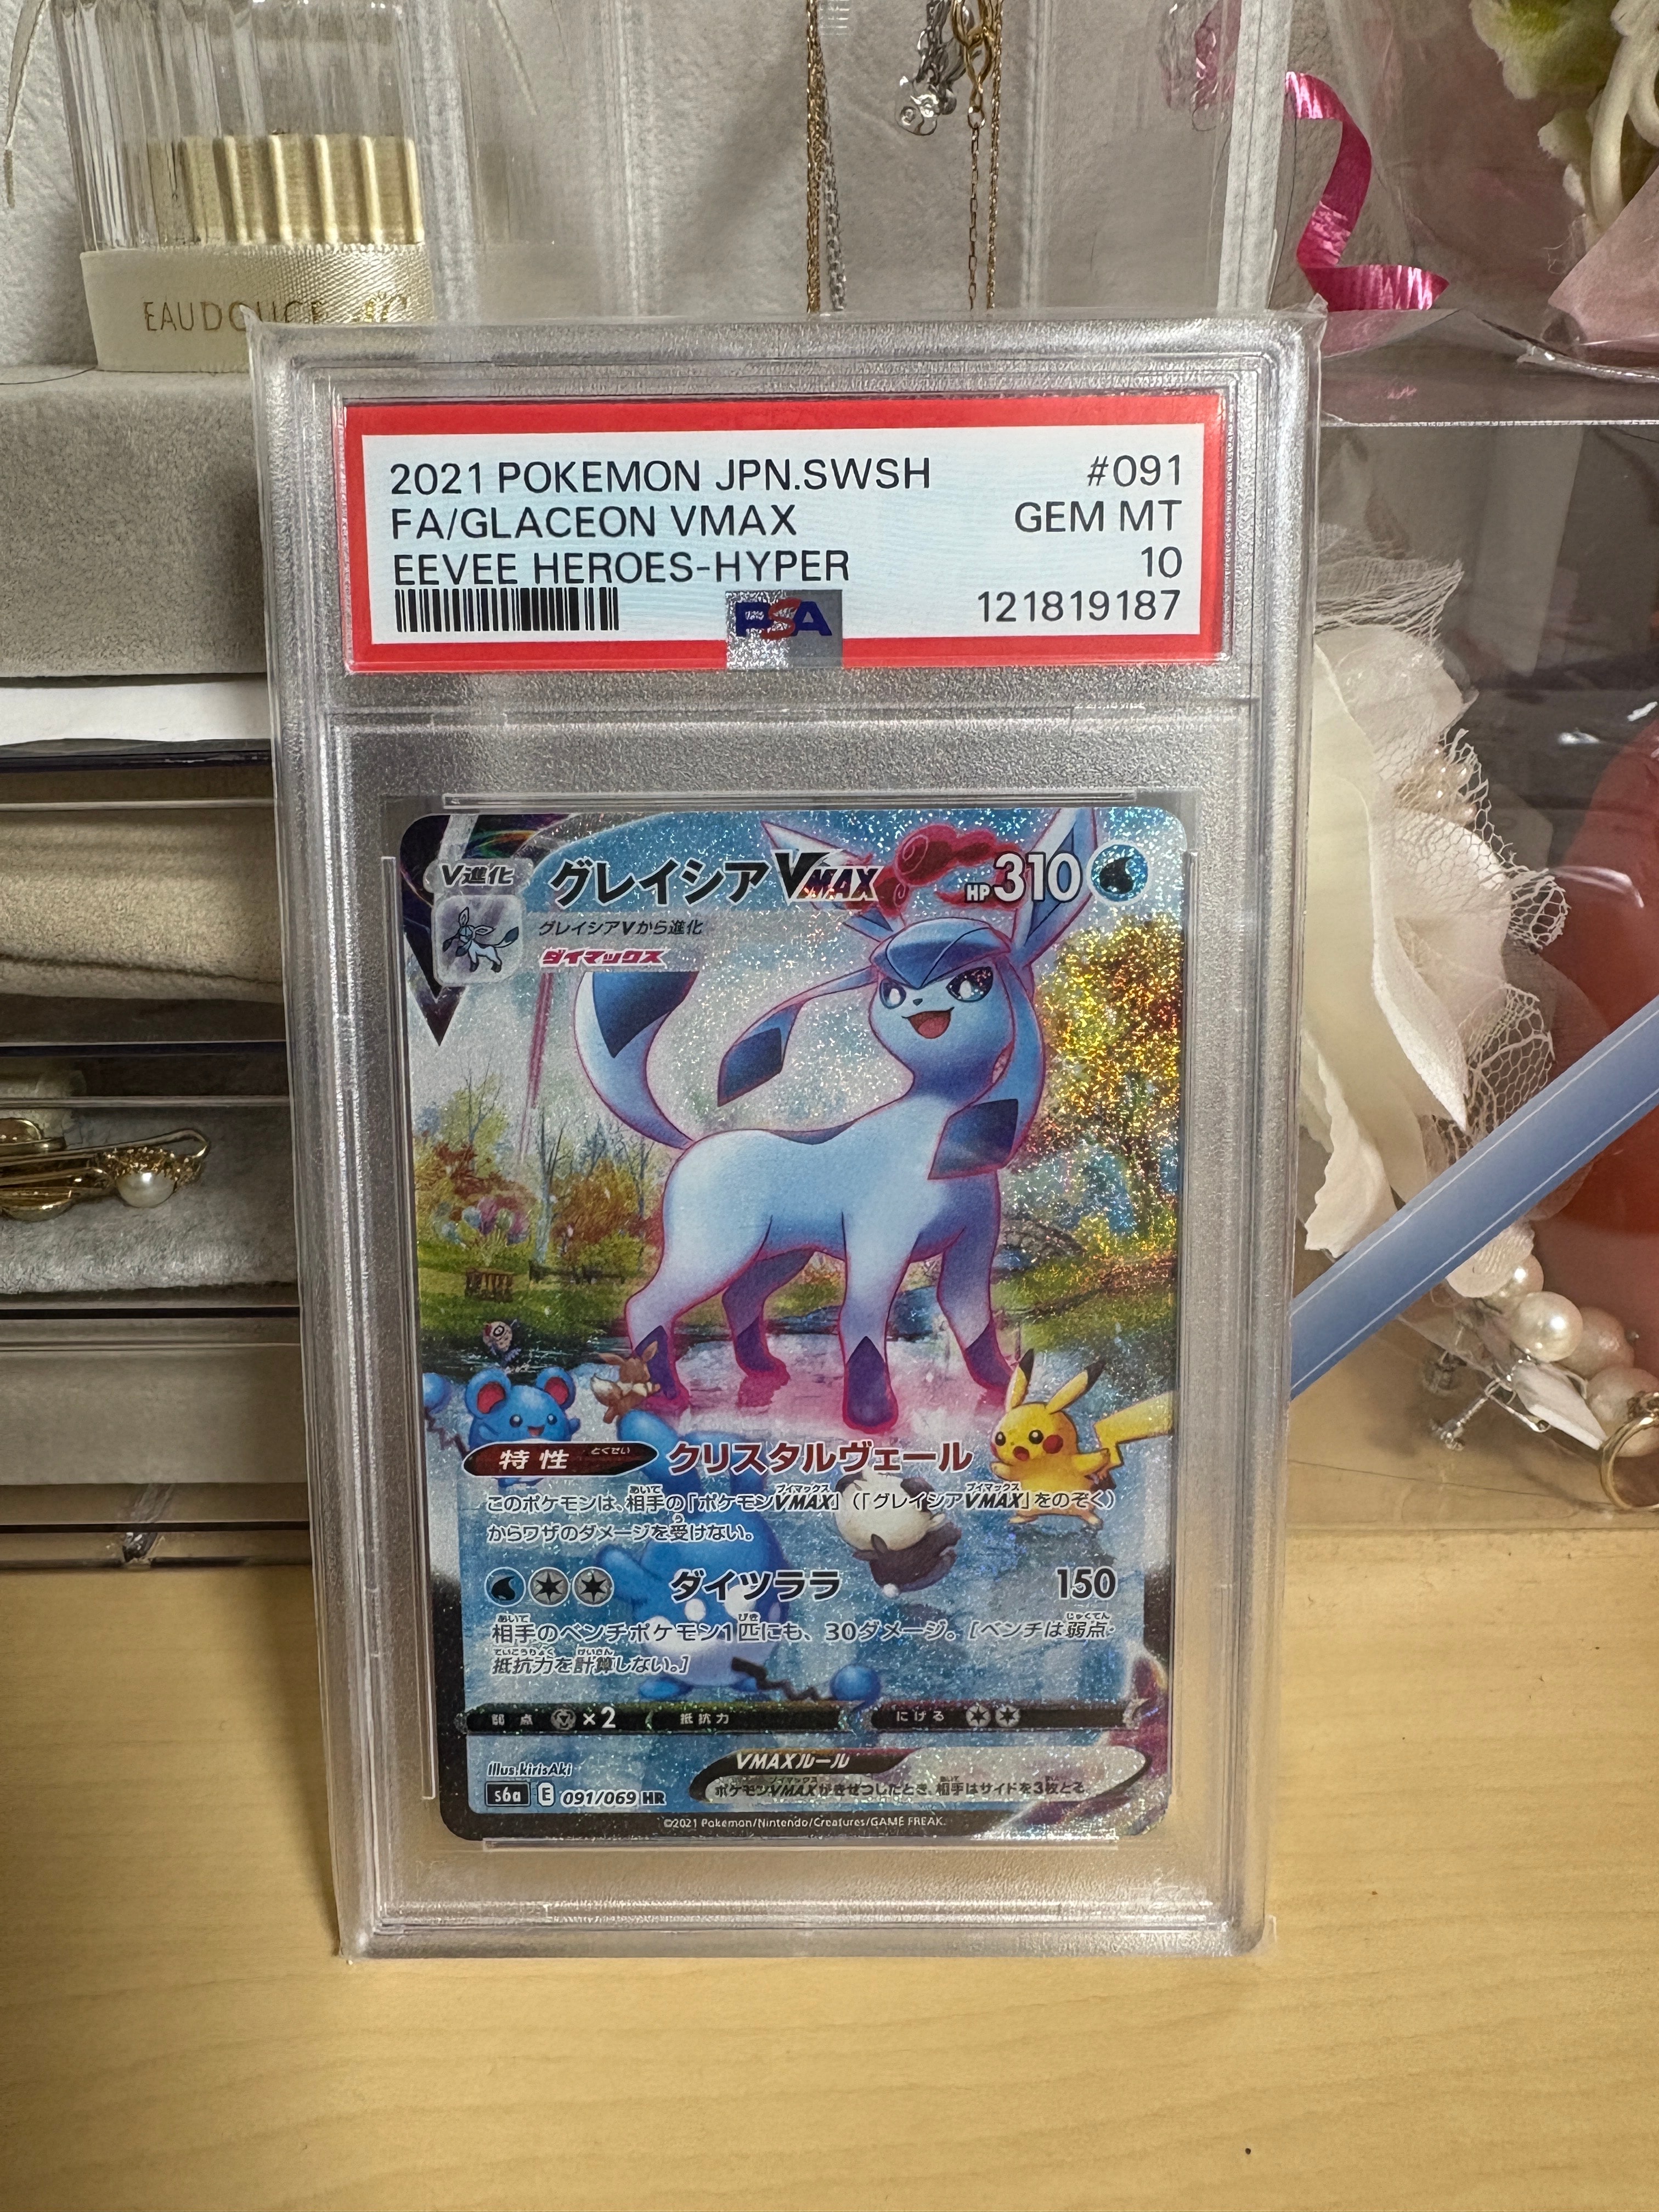 EAUDOUCE
2021 POKEMON JPN.SWSH #091
FA/GLACEON VMAX GEM MT
EEVEE HEROES-HYPER 10
PSA 121819187
V進化 グレイシアVMAX HP310
グレイシアVから進化
ダイマックス
特性 とくせい クリスタルヴェール
このポケモンは、相手の「ポケモンVMAX」(「グレイシアVMAX」をのぞく)
からワザのダメージを受けない。
ダイツララ 150
相手のベンチポケモン1匹にも、30ダメージ。[ベンチは弱点・
抵抗力を計算しない。]
弱点 ×2 抵抗力 にげる
Illus.kirisAki
VMAXルール
ポケモンVMAXがきぜつしたとき、相手はサイドを3枚とる。
s6a E 091/069 HR
©2021 Pokémon/Nintendo/Creatures/GAME FREAK.